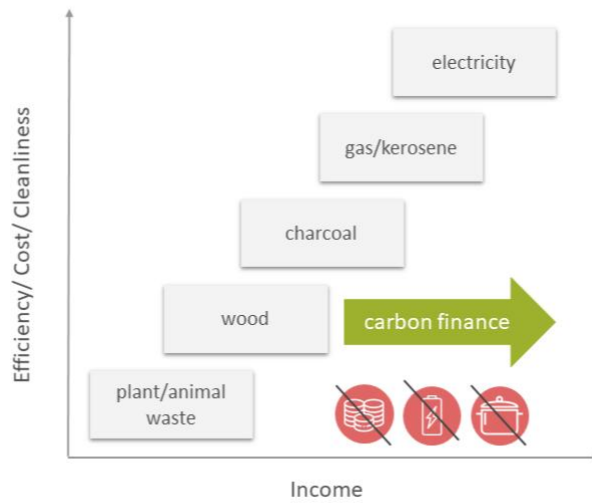 electricity
gas/kerosene
charcoal
wood
carbon finance
plant/animal
waste
Efficiency/ Cost/ Cleanliness
Income